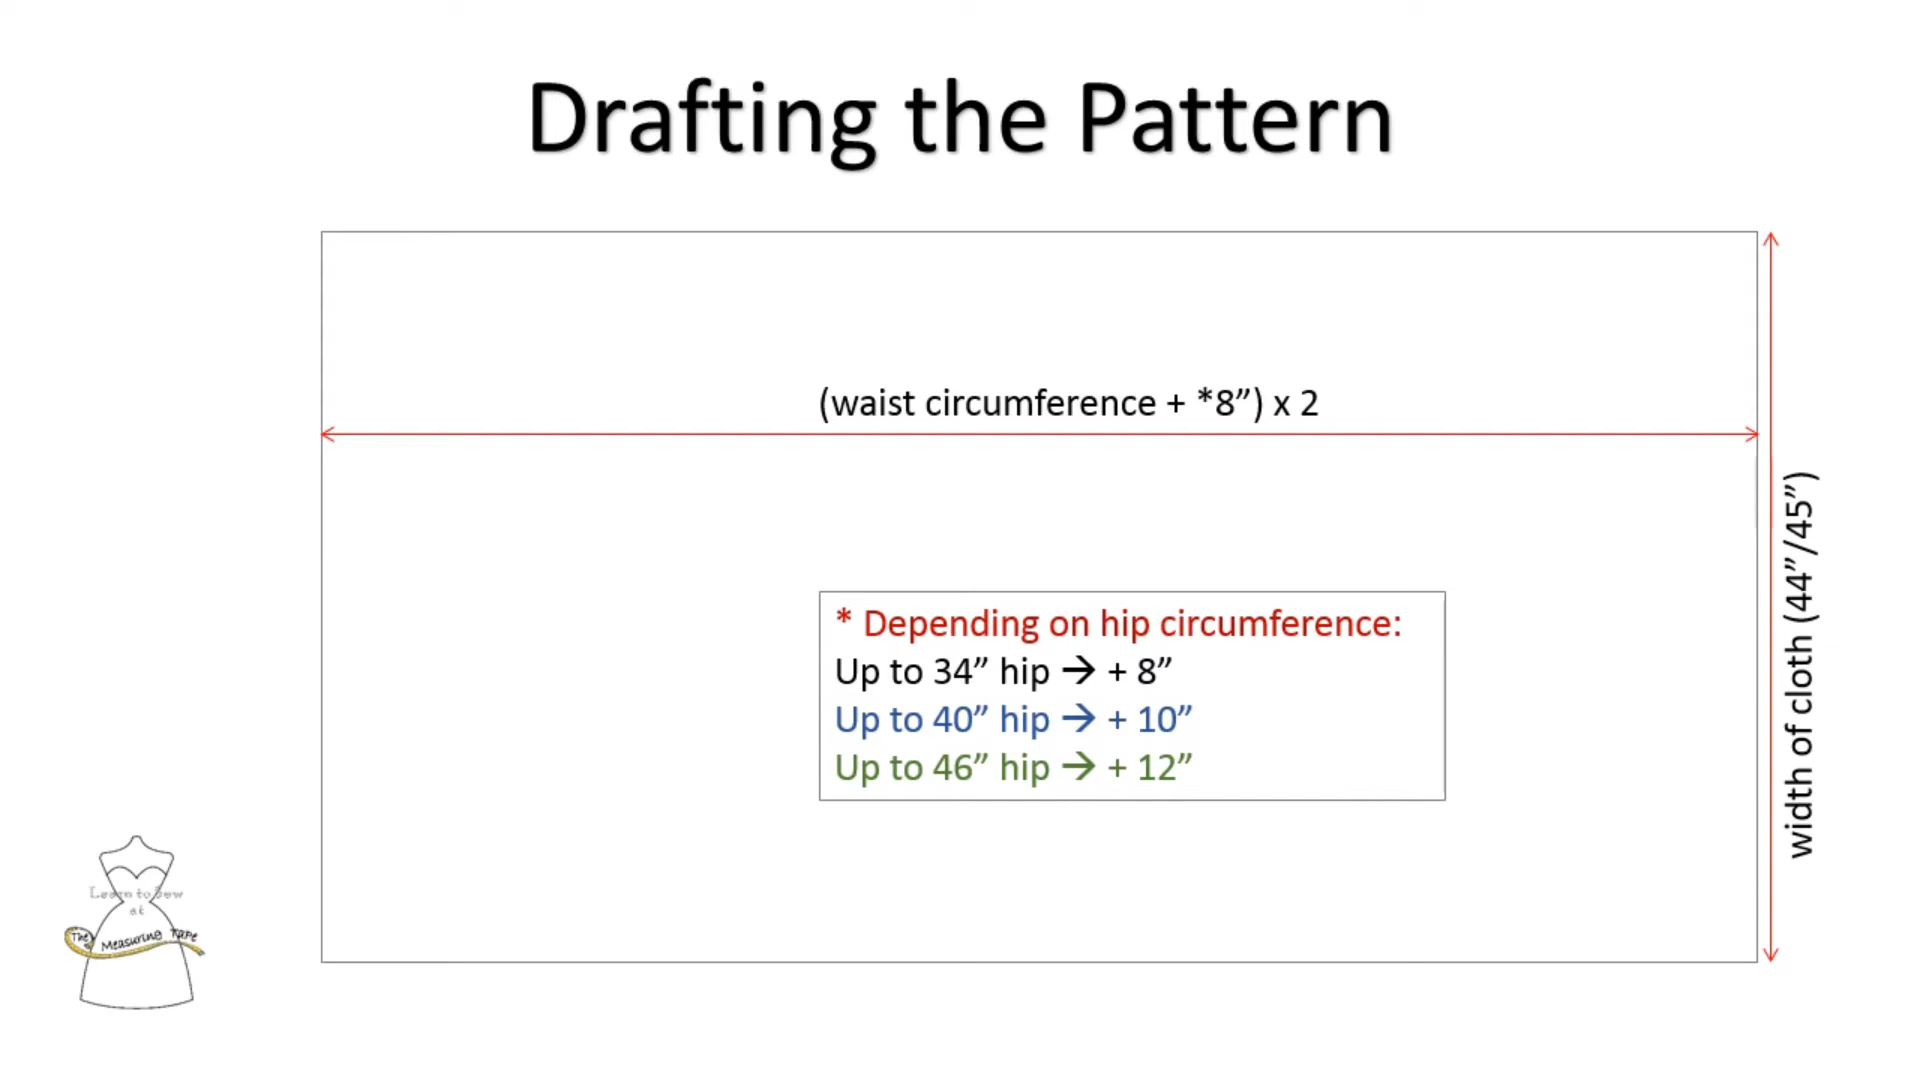 Drafting the Pattern
(waist circumference + *8”) x 2
width of cloth (44”/45”)
* Depending on hip circumference:
Up to 34” hip → + 8”
Up to 40” hip → + 10”
Up to 46” hip → + 12”
Learn to Sew
at
The Measuring Tape